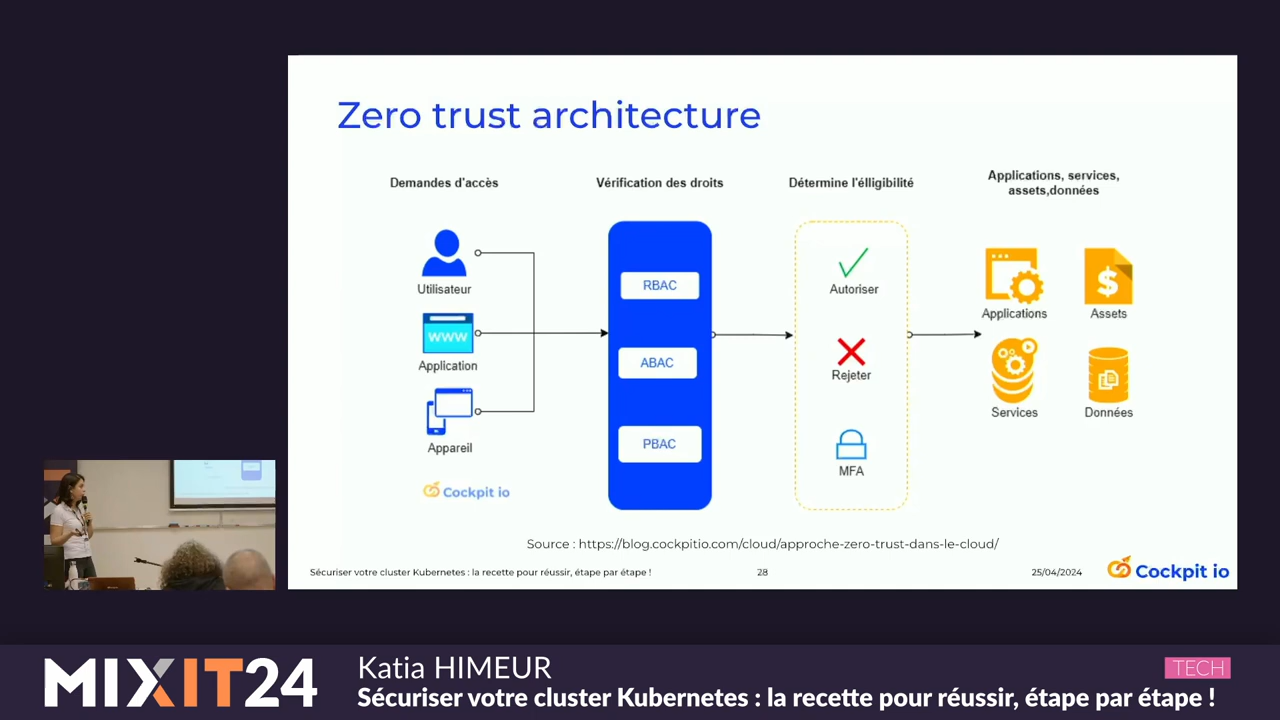 Zero trust architecture
Demandes d'accès
Vérification des droits
Détermine l'élligibilité
Applications, services,
assets,données
Utilisateur
WWW
Application
Appareil
Cockpit io
RBAC
ABAC
PBAC
Autoriser
Rejeter
MFA
Applications
Assets
$
Services
Données
Source : https://blog.cockpitio.com/cloud/approche-zero-trust-dans-le-cloud/
Sécuriser votre cluster Kubernetes : la recette pour réussir, étape par étape !
28
25/04/2024
Cockpit io
MIXIT24
Katia HIMEUR
TECH
Sécuriser votre cluster Kubernetes : la recette pour réussir, étape par étape !